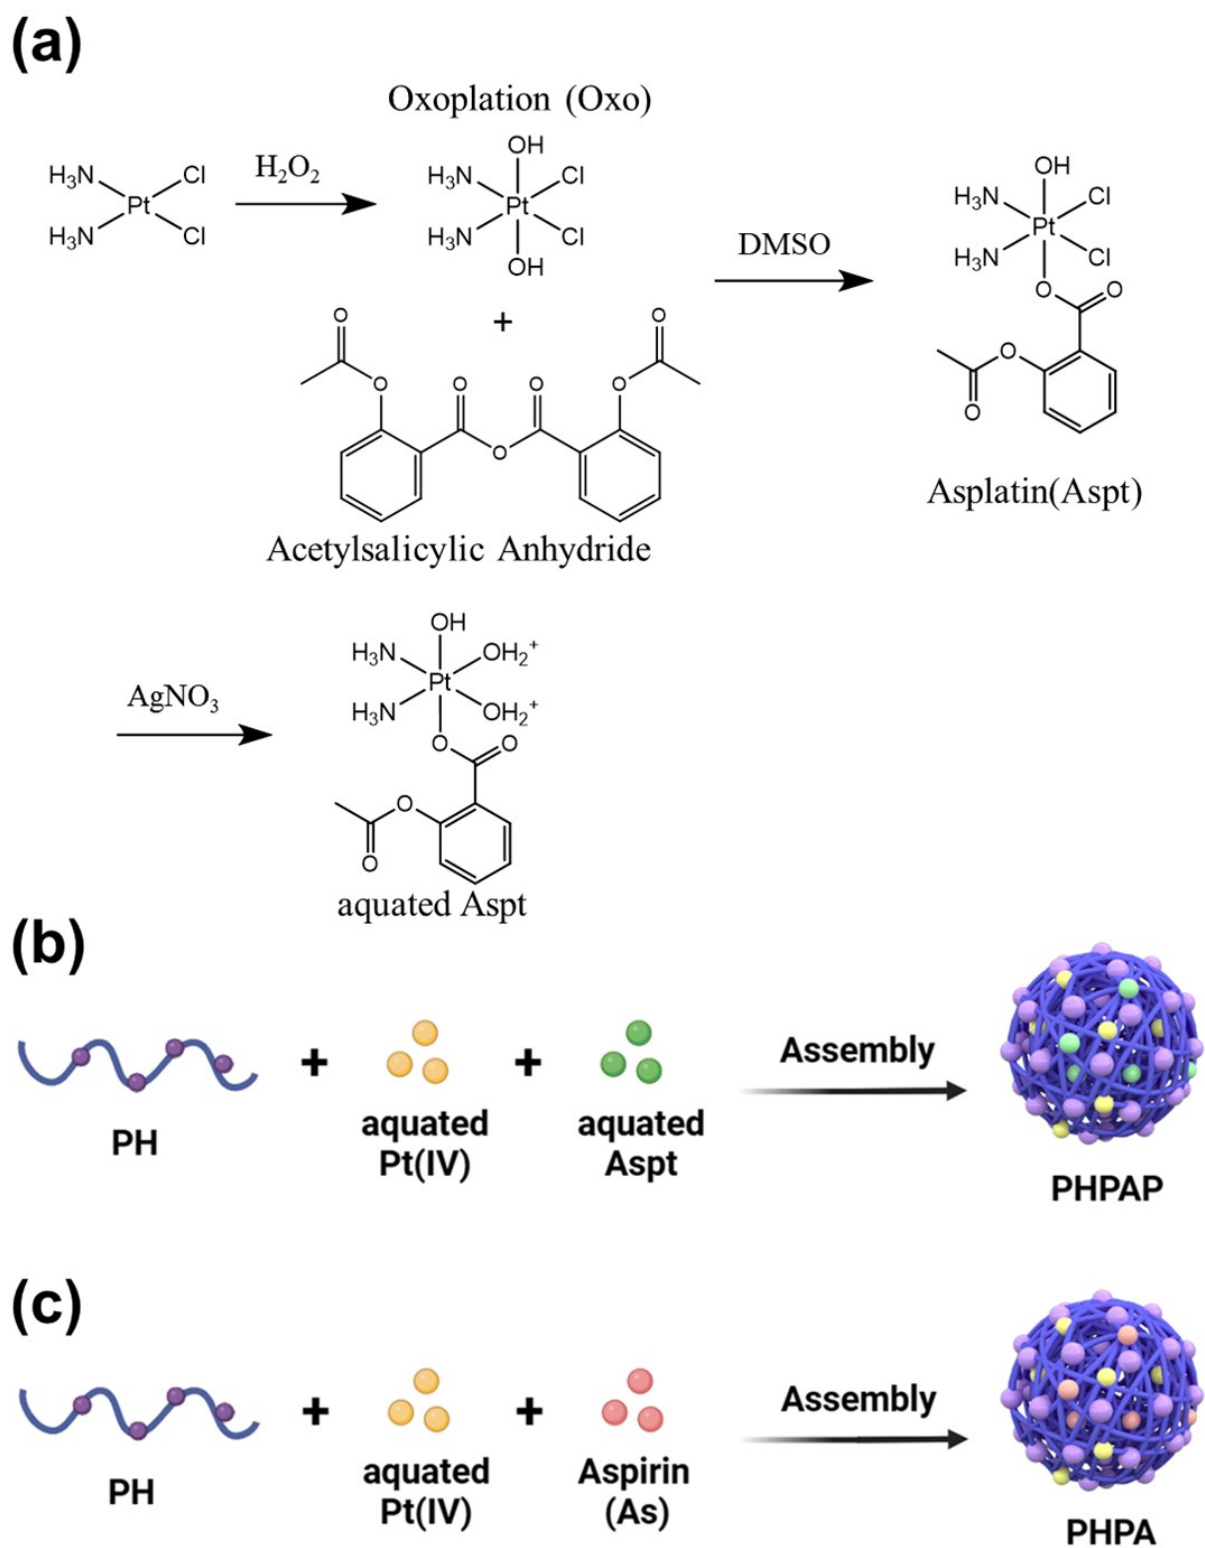 (a)
Oxoplation (Oxo)
H₃N Cl
Pt
H₃N Cl
H₂O₂
OH
H₃N Cl
Pt
H₃N Cl
OH
+
O O
O O O O
O
Acetylsalicylic Anhydride
DMSO
OH
H₃N Cl
Pt
H₃N Cl
O O
O
O
Asplatin(Aspt)
AgNO₃
OH
H₃N OH₂⁺
Pt
H₃N OH₂⁺
O O
O
O
aquated Aspt
(b)
PH
+
aquated
Pt(IV)
+
aquated
Aspt
Assembly
PHPAP
(c)
PH
+
aquated
Pt(IV)
+
Aspirin
(As)
Assembly
PHPA